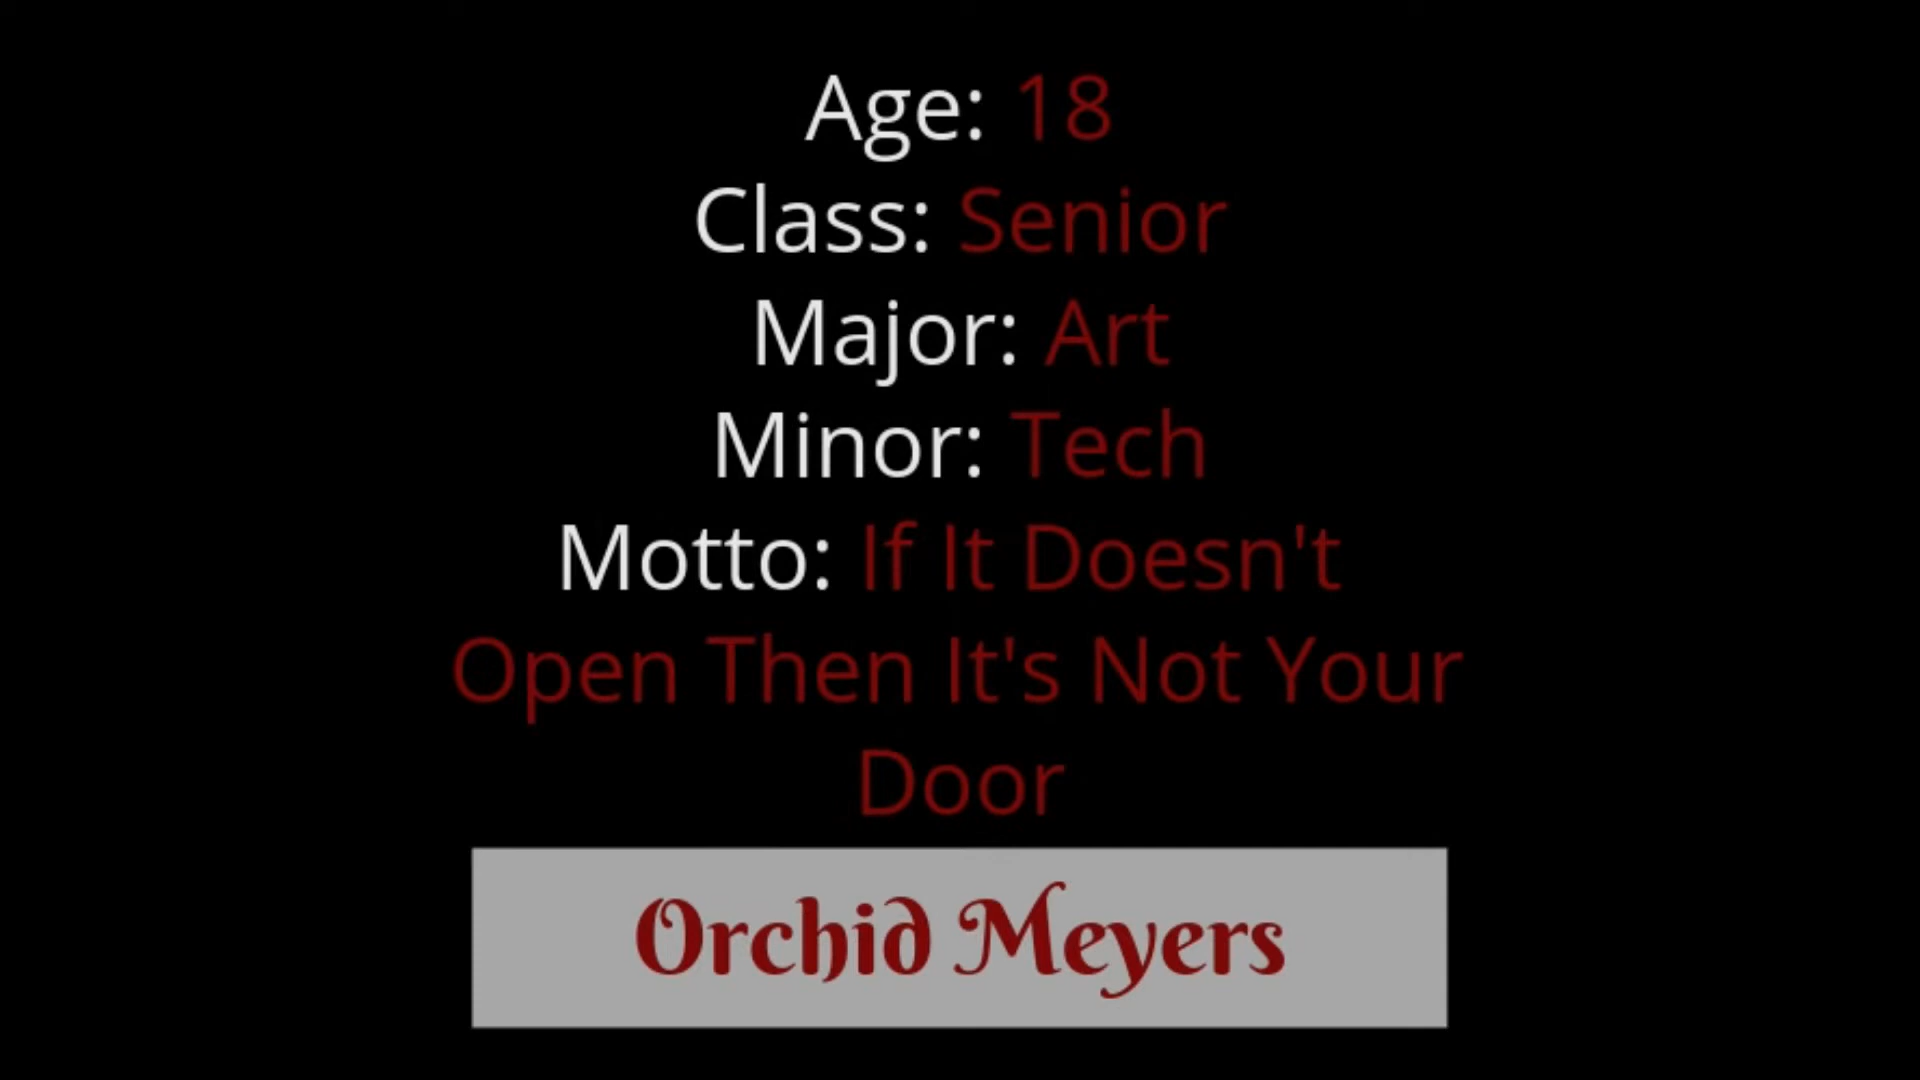 Age: 18
Class: Senior
Major: Art
Minor: Tech
Motto: If It Doesn't
Open Then It's Not Your
Door
Orchid Meyers